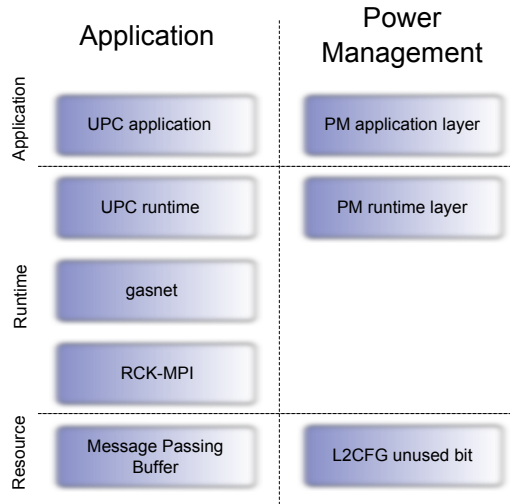 Application
Power
Management
Application
UPC application
PM application layer
Runtime
UPC runtime
PM runtime layer
gasnet
RCK-MPI
Resource
Message Passing
Buffer
L2CFG unused bit